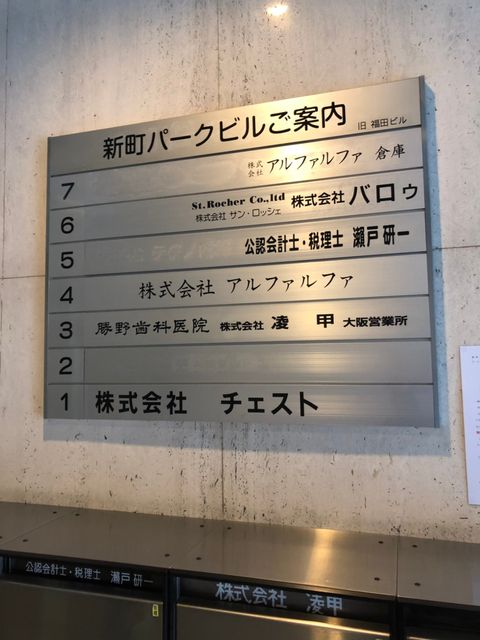 新町パークビルご案内 旧 福田ビル
7 株式会社 アルファルファ 倉庫
6 St.Rocher Co.,ltd 株式会社 サン・ロッシェ 株式会社 バロゥ
5 公認会計士・税理士 瀬戸 研一
4 株式会社 アルファルファ
3 勝野歯科医院 株式会社 凌 甲 大阪営業所
2
1 株式会社 チェスト
公認会計士・税理士 瀬戸 研一
株式会社 凌甲